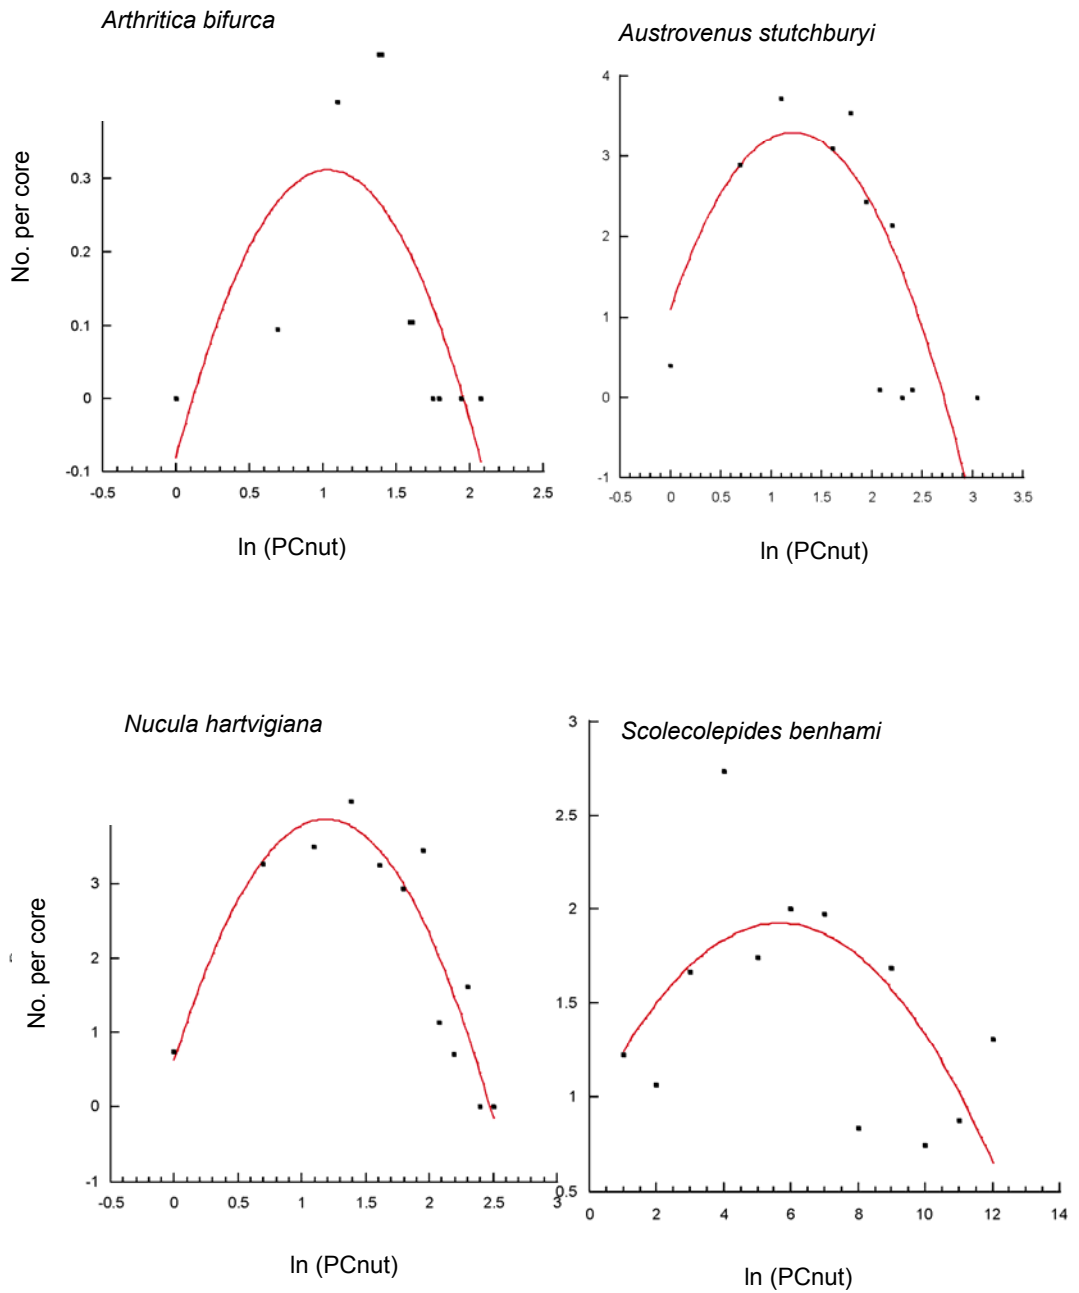 Arthritica bifurca
Austrovenus stutchburyi
No. per core
0.3
0.2
0.1
0
-0.1
-0.5 0 0.5 1 1.5 2 2.5
ln (PCnut)
4
3
2
1
0
-1
-0.5 0 0.5 1 1.5 2 2.5 3 3.5
ln (PCnut)
Nucula hartvigiana
Scolecolepides benhami
No. per core
3
2
1
0
-1
-0.5 0 0.5 1 1.5 2 2.5 3
ln (PCnut)
3
2.5
2
1.5
1
0.5
0 2 4 6 8 10 12 14
ln (PCnut)